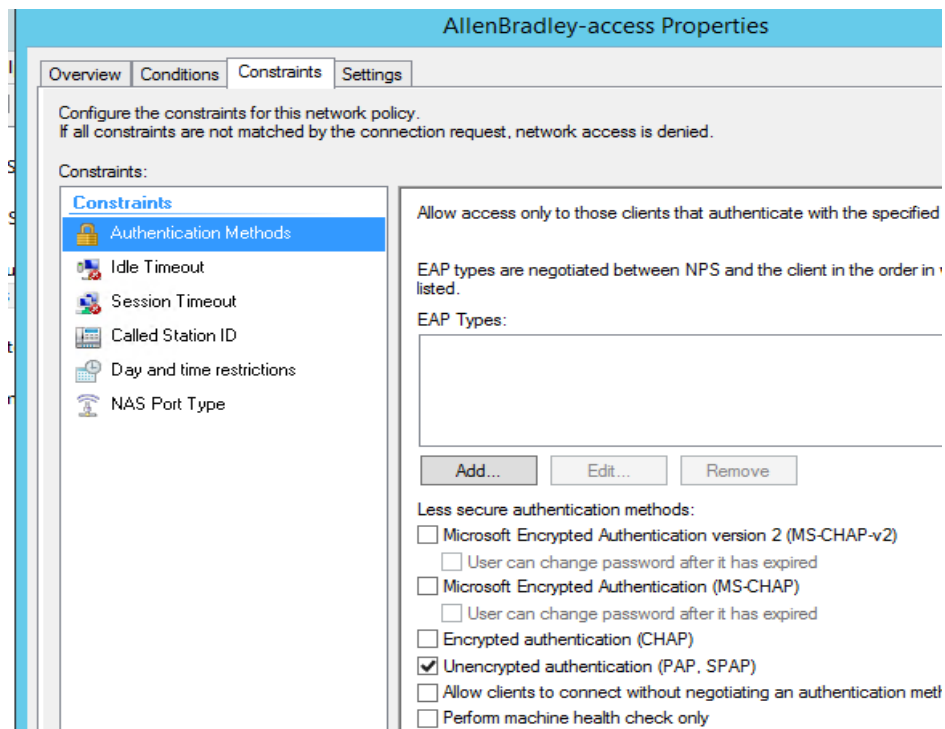 AllenBradley-access Properties
Overview Conditions Constraints Settings
Configure the constraints for this network policy.
If all constraints are not matched by the connection request, network access is denied.
Constraints:
Constraints
Authentication Methods
Idle Timeout
Session Timeout
Called Station ID
Day and time restrictions
NAS Port Type
Allow access only to those clients that authenticate with the specified
EAP types are negotiated between NPS and the client in the order in
listed.
EAP Types:
Add... Edit... Remove
Less secure authentication methods:
Microsoft Encrypted Authentication version 2 (MS-CHAP-v2)
User can change password after it has expired
Microsoft Encrypted Authentication (MS-CHAP)
User can change password after it has expired
Encrypted authentication (CHAP)
Unencrypted authentication (PAP, SPAP)
Allow clients to connect without negotiating an authentication
Perform machine health check only